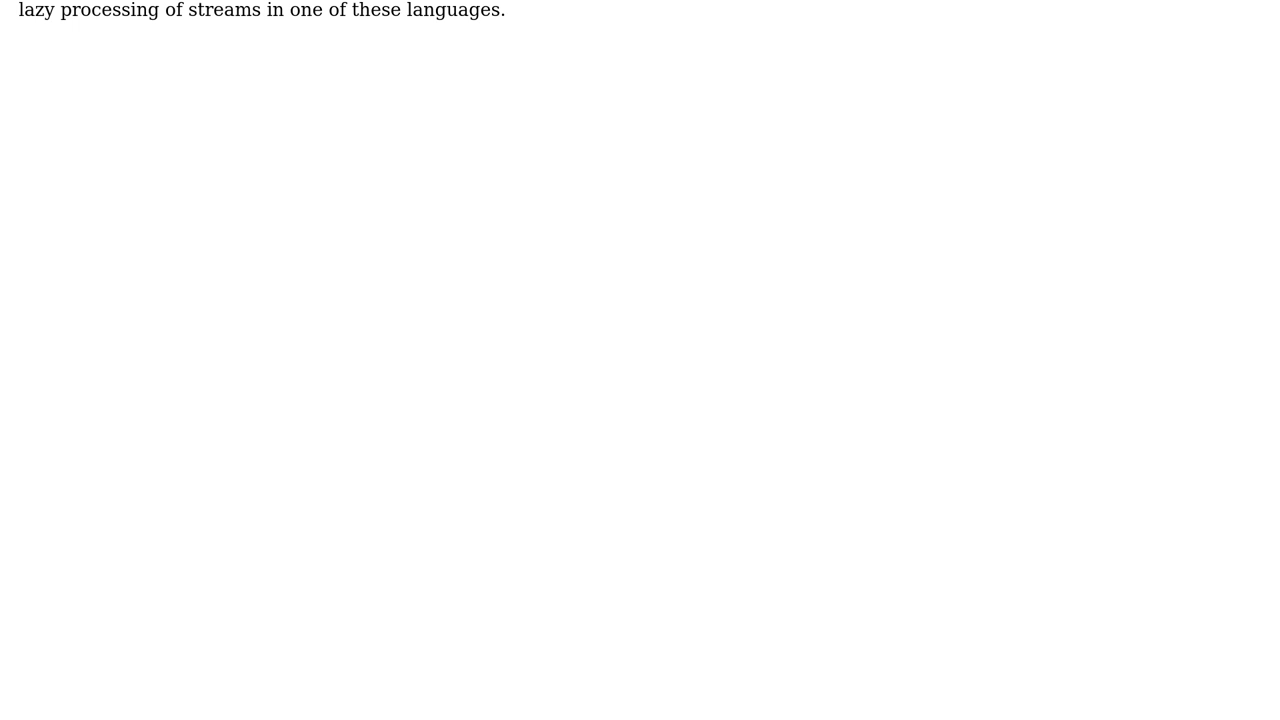 lazy processing of streams in one of these languages.